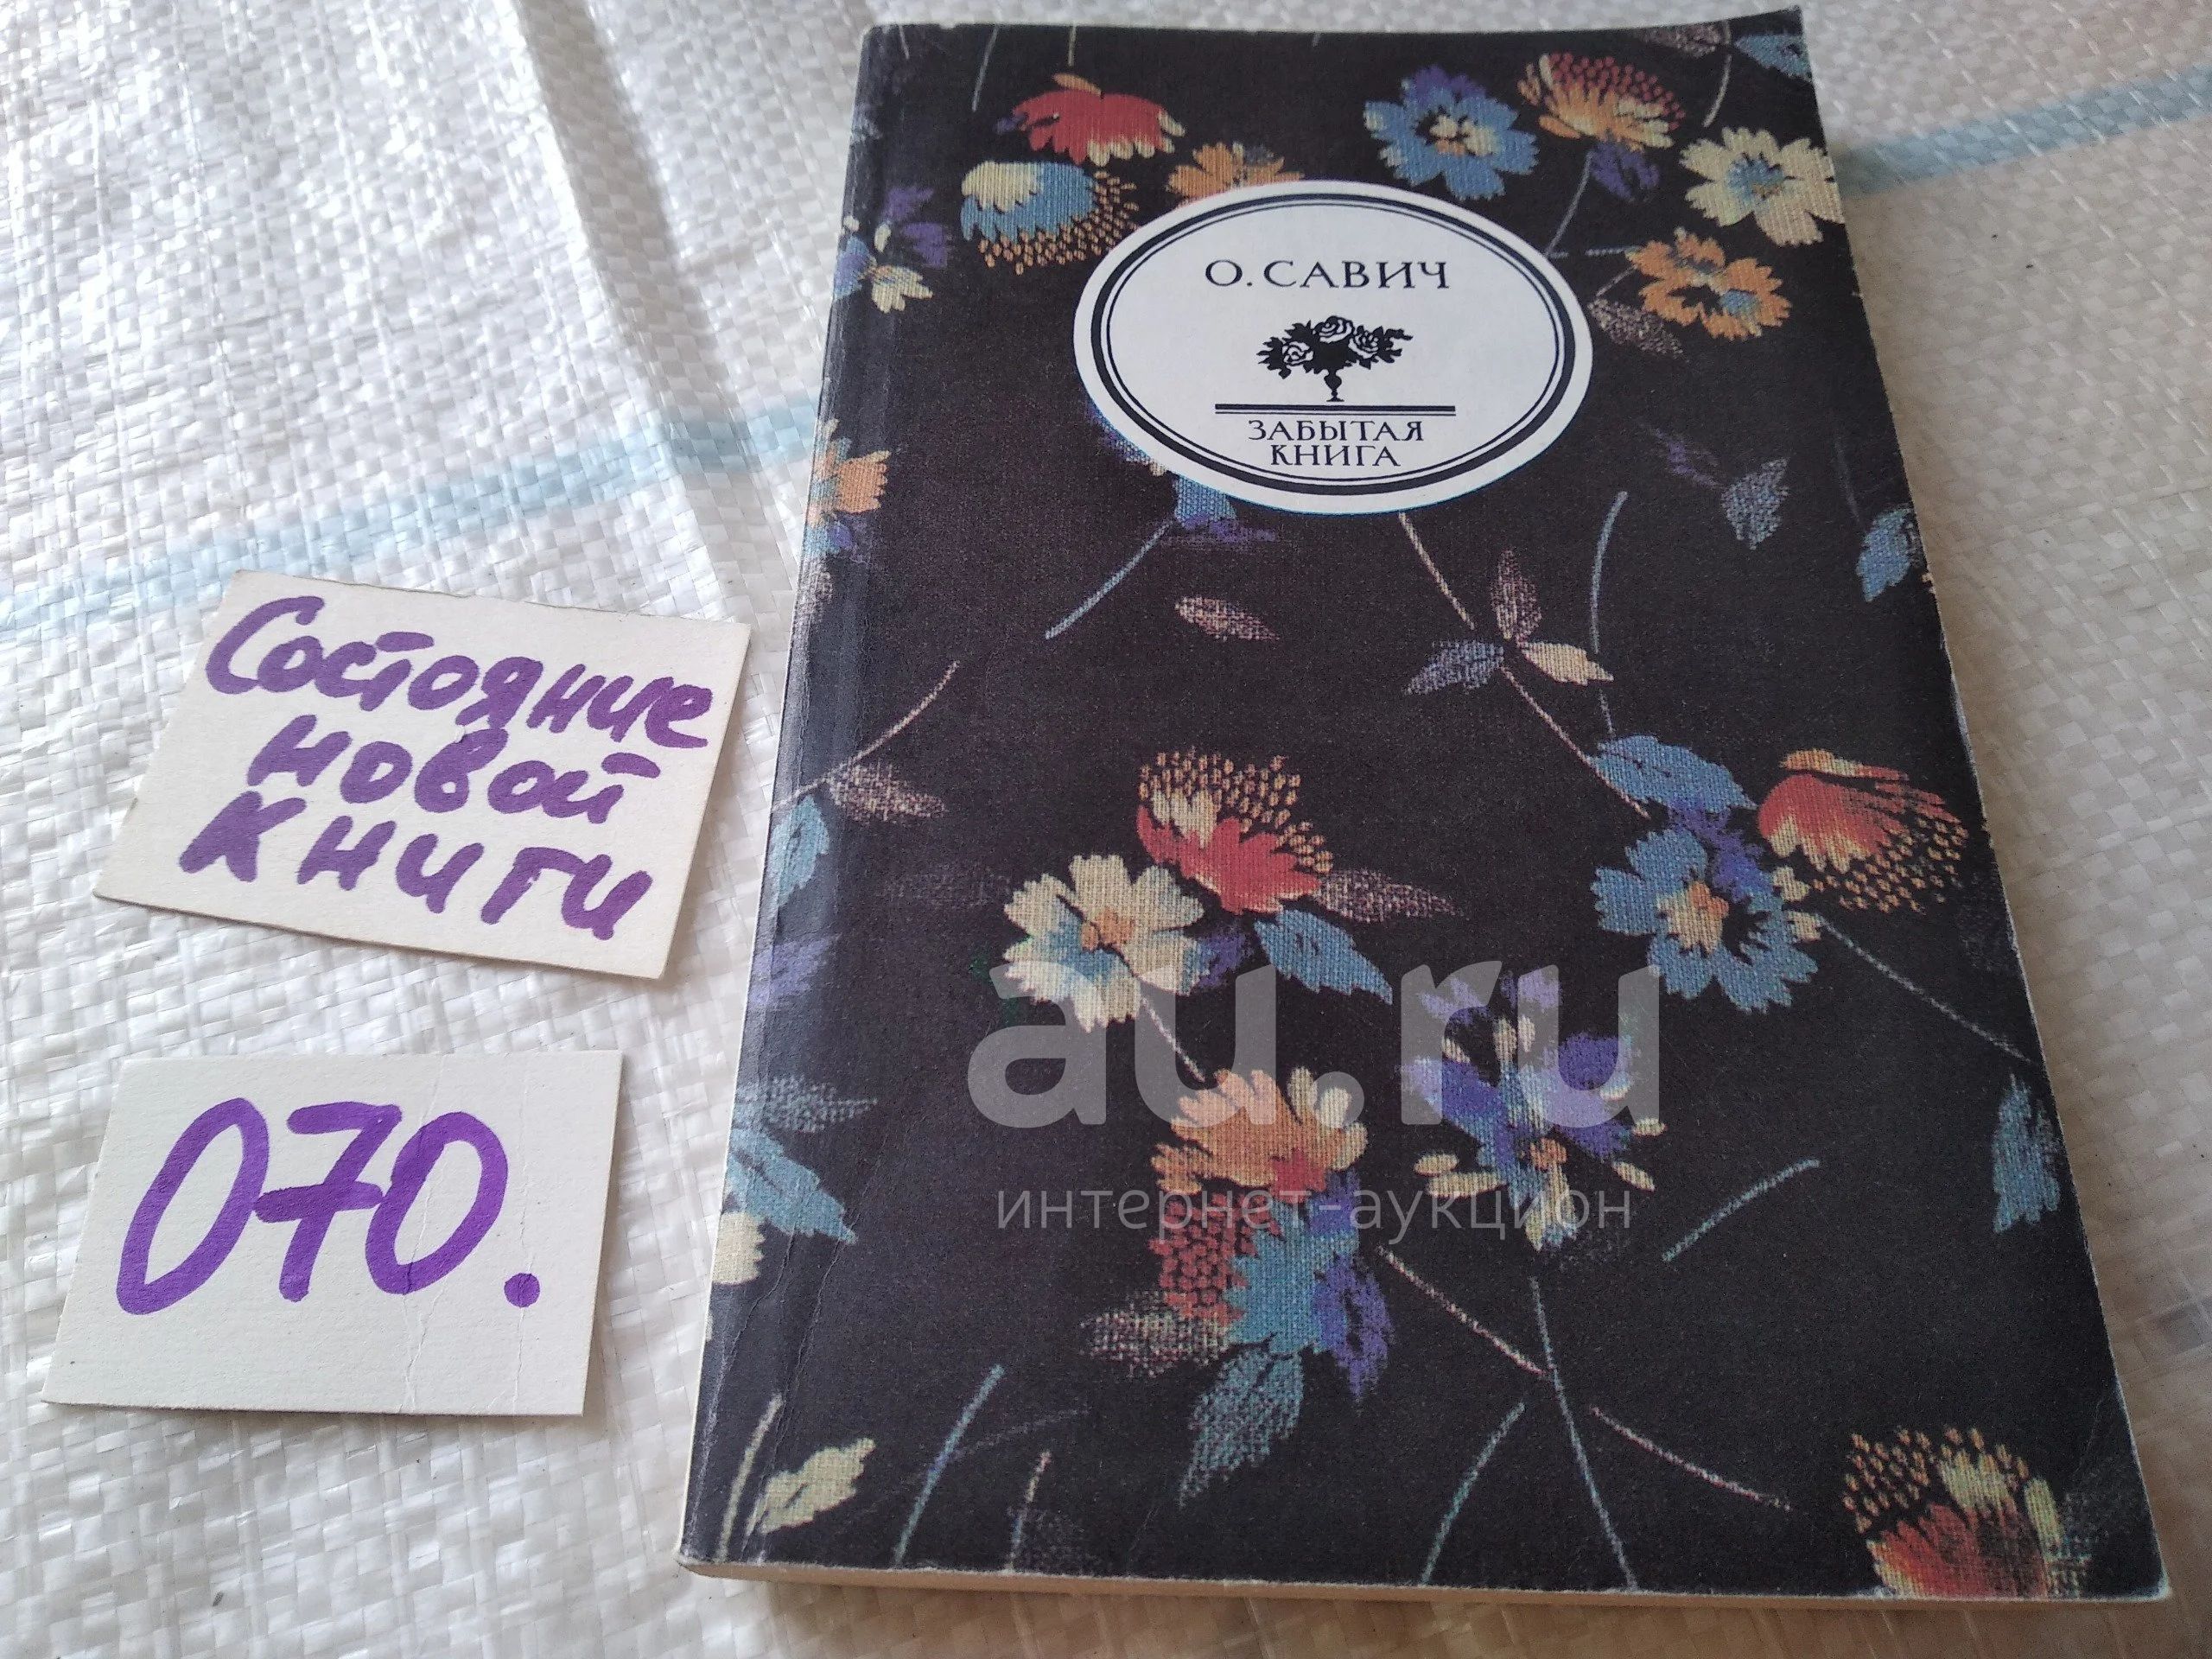 О. САВИЧ
ЗАБЫТАЯ
КНИГА
Состояние
новой
книги
070.
au.ru
интернет-аукцион